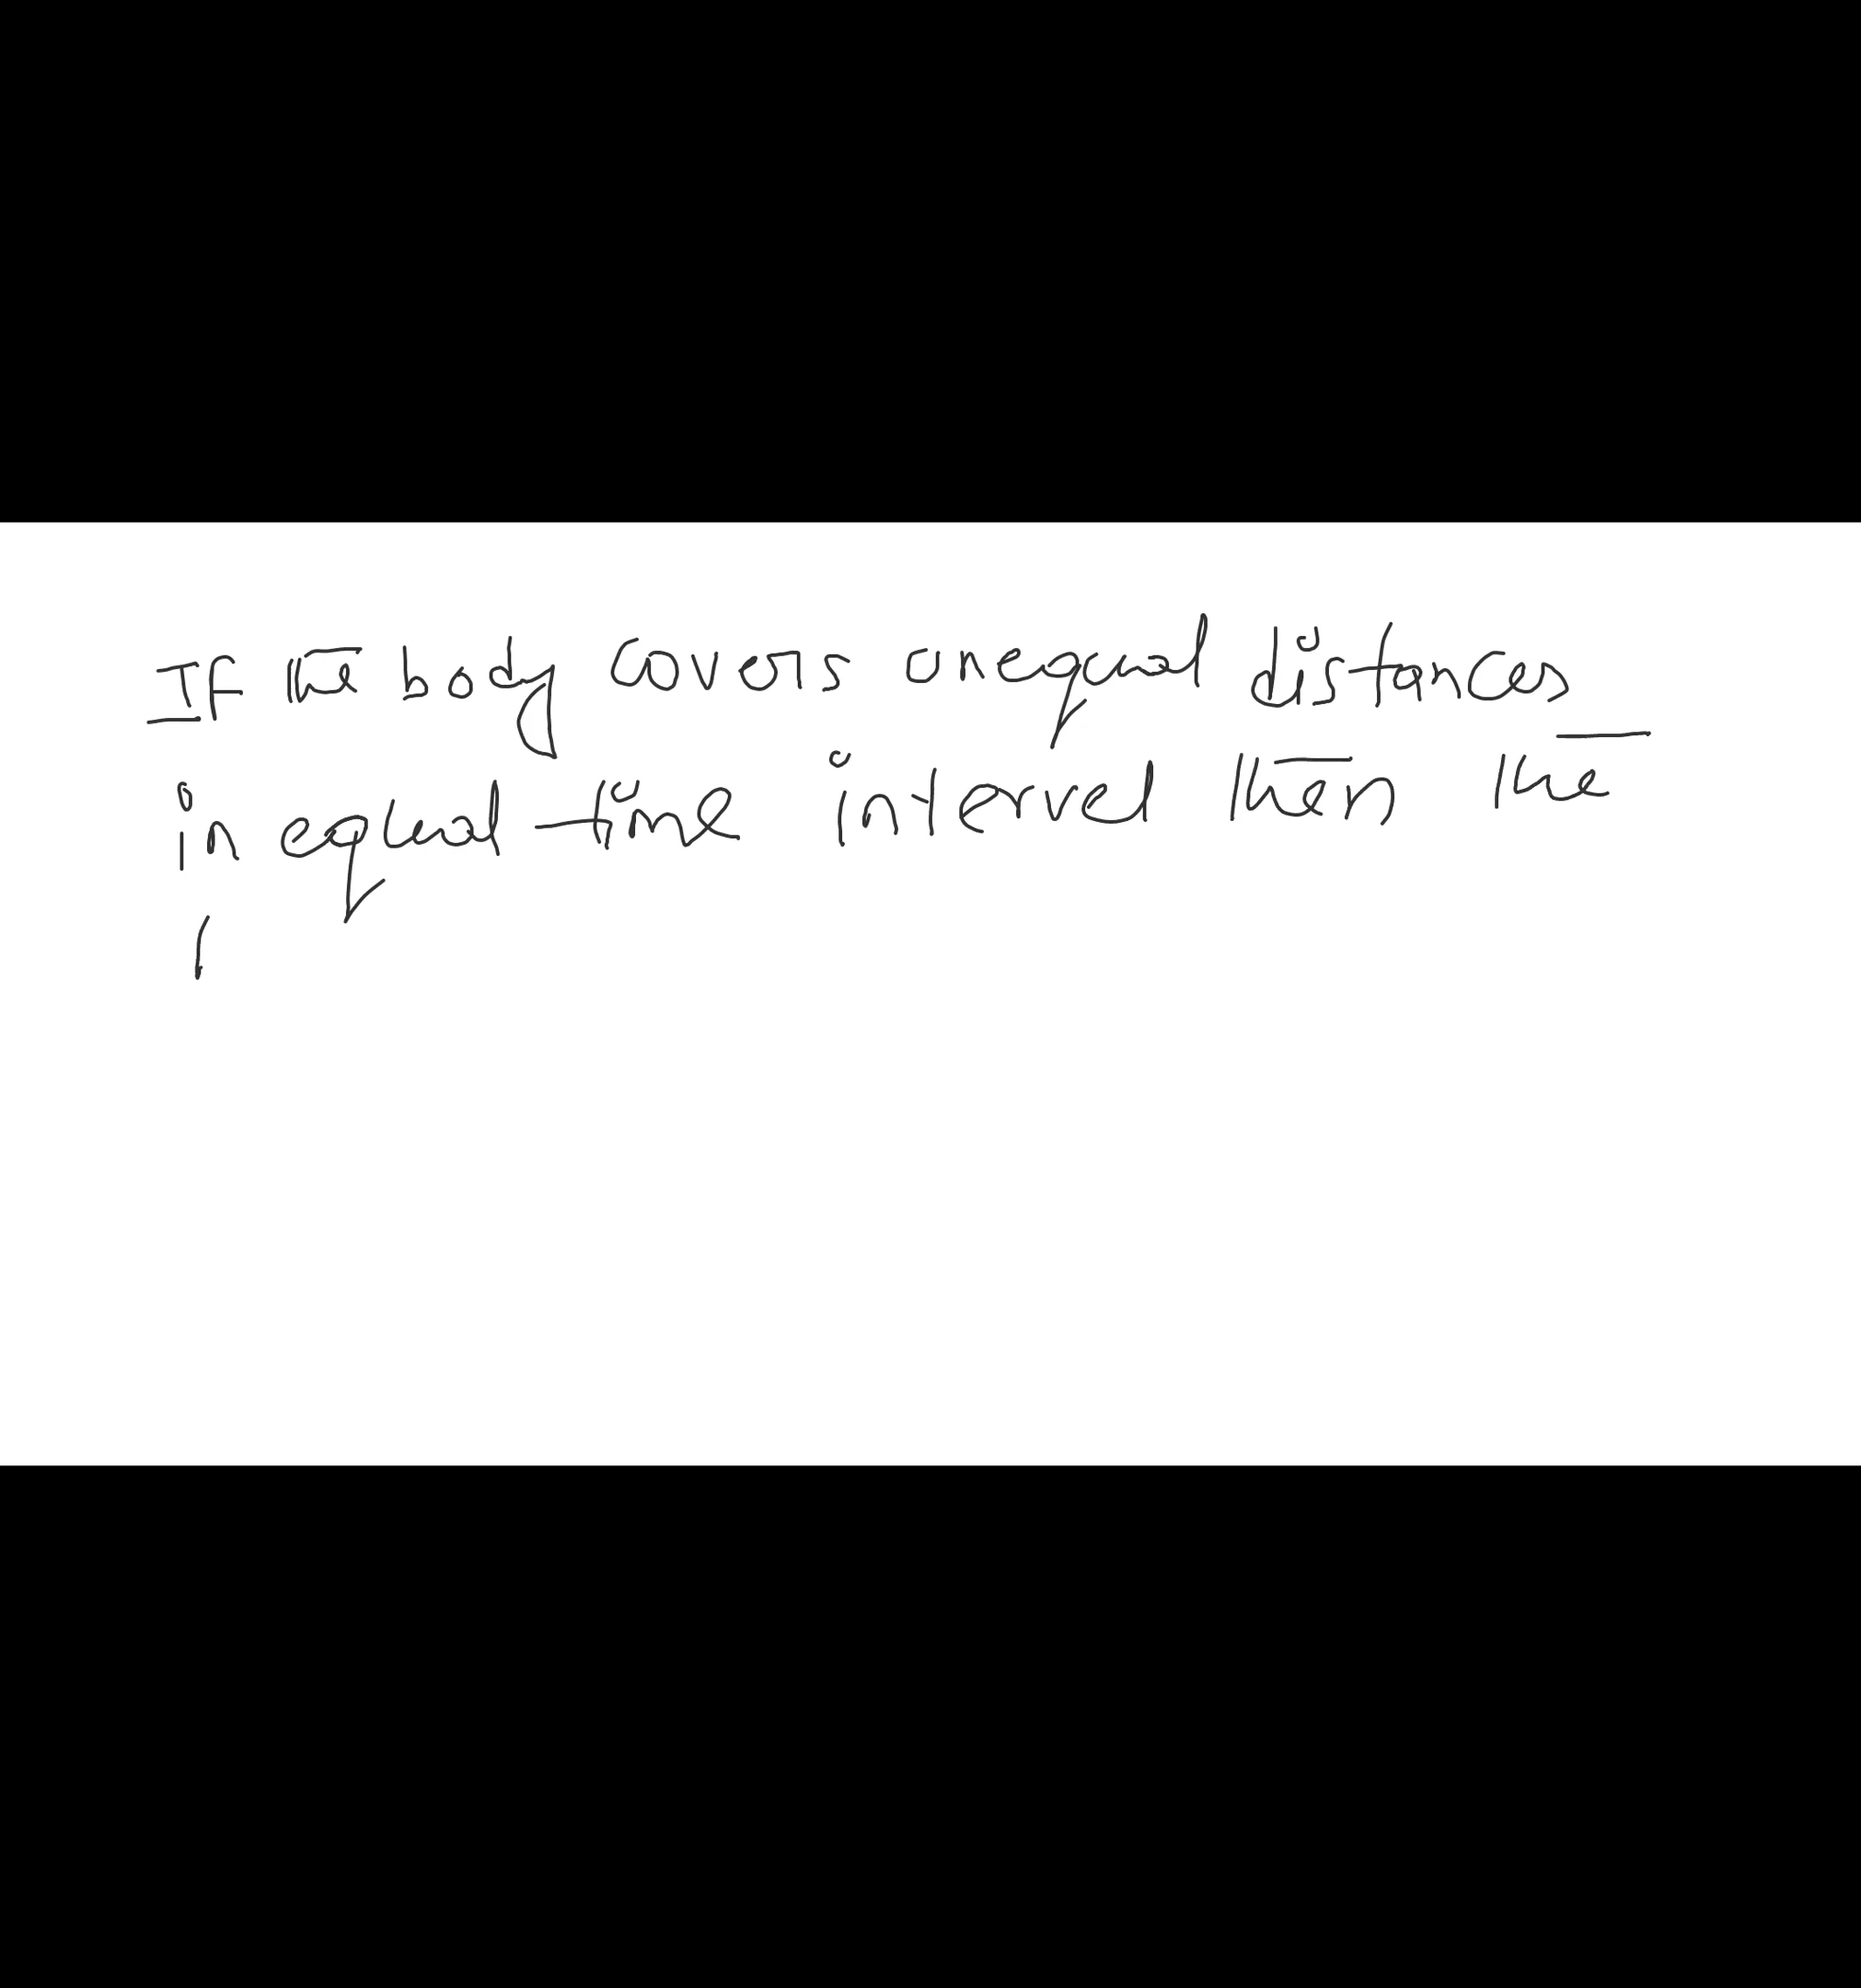 If the body covers unequal distances
in equal time interval then the